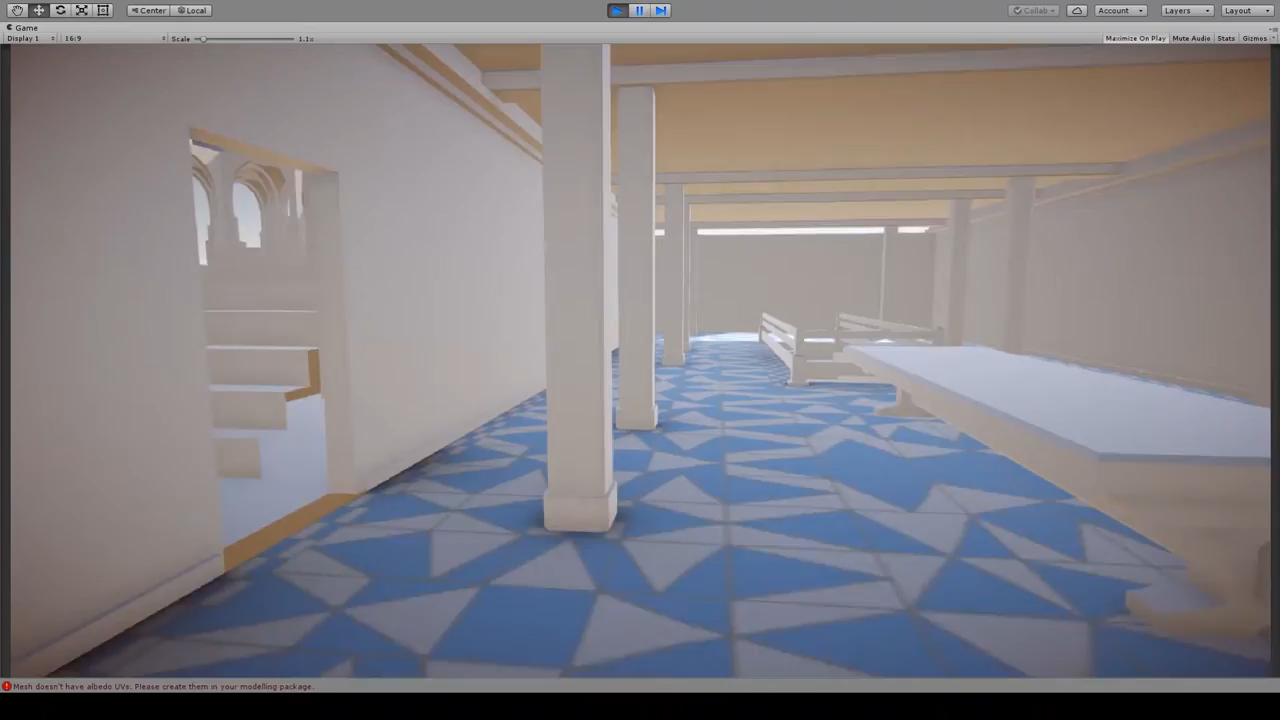 Center Local Collab Account Layers Layout
Game
Display 1 16:9 Scale 1.1x Maximize On Play Mute Audio Stats Gizmos
Mesh doesn't have albedo UVs. Please create them in your modelling package.